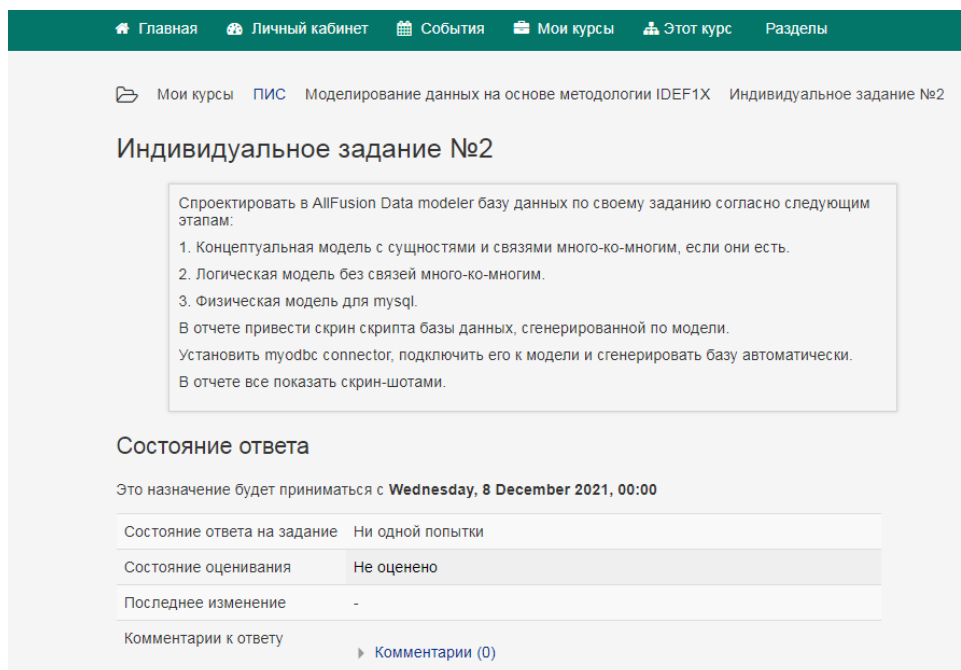 Главная Личный кабинет События Мои курсы Этот курс Разделы
Мои курсы ПИС Моделирование данных на основе методологии IDEF1X Индивидуальное задание №2
Индивидуальное задание №2
Спроектировать в AllFusion Data modeler базу данных по своему заданию согласно следующим
этапам:
1. Концептуальная модель с сущностями и связями много-ко-многим, если они есть.
2. Логическая модель без связей много-ко-многим.
3. Физическая модель для mysql.
В отчете привести скрин скрипта базы данных, сгенерированной по модели.
Установить myodbc connector, подключить его к модели и сгенерировать базу автоматически.
В отчете все показать скрин-шотами.
Состояние ответа
Это назначение будет приниматься с Wednesday, 8 December 2021, 00:00
Состояние ответа на задание Ни одной попытки
Состояние оценивания Не оценено
Последнее изменение -
Комментарии к ответу
Комментарии (0)